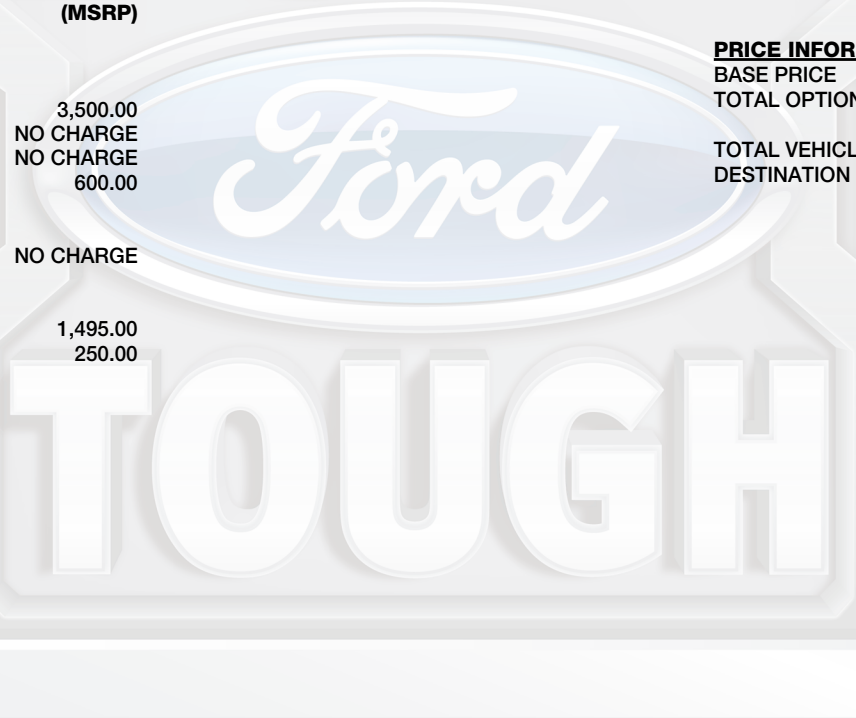 (MSRP)
3,500.00
NO CHARGE
NO CHARGE
600.00
NO CHARGE
1,495.00
250.00
PRICE INFOR
BASE PRICE
TOTAL OPTION
TOTAL VEHICL
DESTINATION
Ford
TOUGH